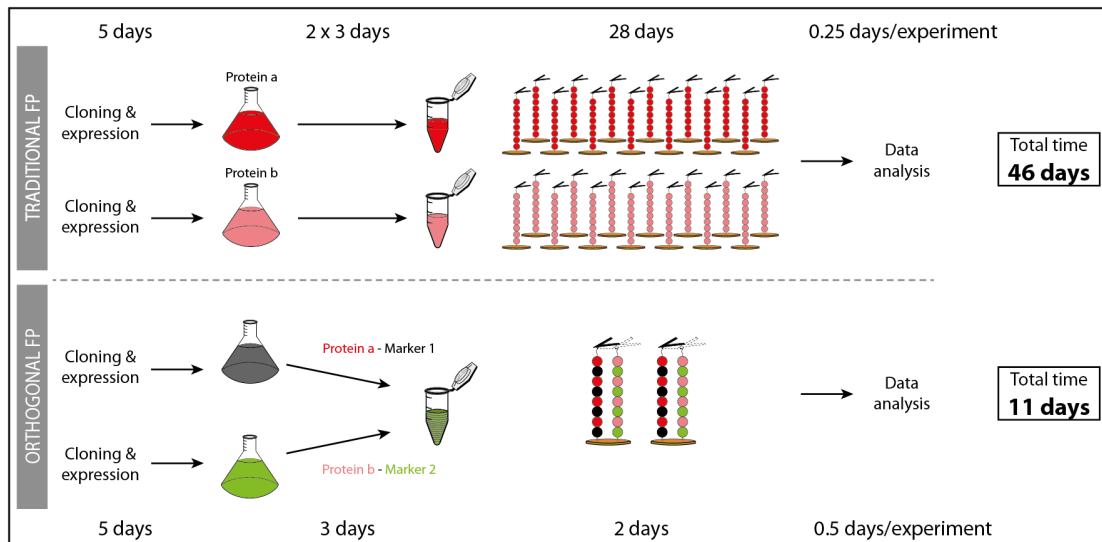 5 days
2 x 3 days
28 days
0.25 days/experiment
TRADITIONAL FP
Cloning &
expression
Protein a
Cloning &
expression
Protein b
Data
analysis
Total time
46 days
ORTHOGONAL FP
Cloning &
expression
Protein a - Marker 1
Cloning &
expression
Protein b - Marker 2
Data
analysis
Total time
11 days
5 days
3 days
2 days
0.5 days/experiment